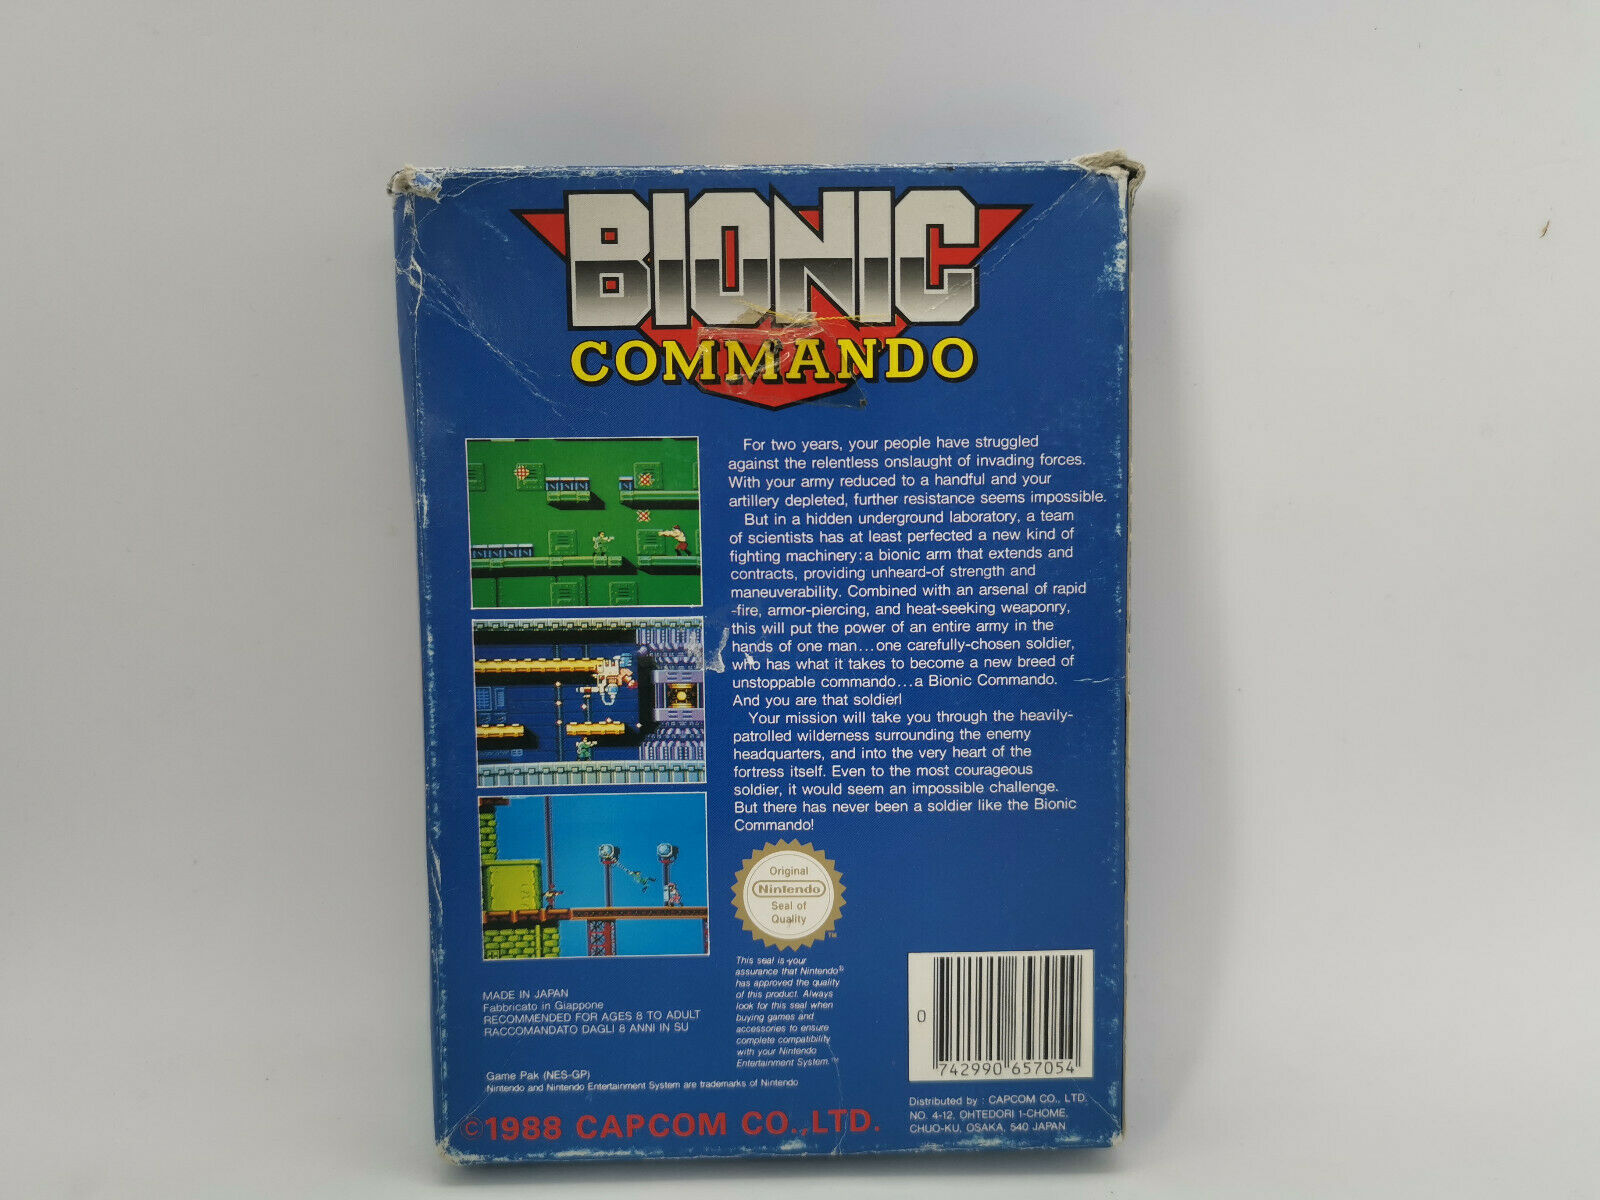 BIONIC
COMMANDO
For two years, your people have struggled
against the relentless onslaught of invading forces.
With your army reduced to a handful and your
artillery depleted, further resistance seems impossible.
But in a hidden underground laboratory, a team
of scientists has at least perfected a new kind of
fighting machinery: a bionic arm that extends and
contracts, providing unheard-of strength and
maneuverability. Combined with an arsenal of rapid
-fire, armor-piercing, and heat-seeking weaponry,
this will put the power of an entire army in the
hands of one man...one carefully-chosen soldier,
who has what it takes to become a new breed of
unstoppable commando...a Bionic Commando.
And you are that soldier!
Your mission will take you through the heavily-
patrolled wilderness surrounding the enemy
headquarters, and into the very heart of the
fortress itself. Even to the most courageous
soldier, it would seem an impossible challenge.
But there has never been a soldier like the Bionic
Commando!
Original
Nintendo
Seal of
Quality
TM
This seal is your
assurance that Nintendo®
has approved the quality
of this product. Always
look for this seal when
buying games and
accessories to ensure
complete compatibility
with your Nintendo
Entertainment System.™
MADE IN JAPAN
Fabbricato in Giappone
RECOMMENDED FOR AGES 8 TO ADULT
RACCOMANDATO DAGLI 8 ANNI IN SU
Game Pak (NES-GP)
Nintendo and Nintendo Entertainment System are trademarks of Nintendo
©1988 CAPCOM CO.,LTD.
0
742990 657054
Distributed by : CAPCOM CO., LTD.
NO. 4-12, OHTEDORI 1-CHOME,
CHUO-KU, OSAKA, 540 JAPAN